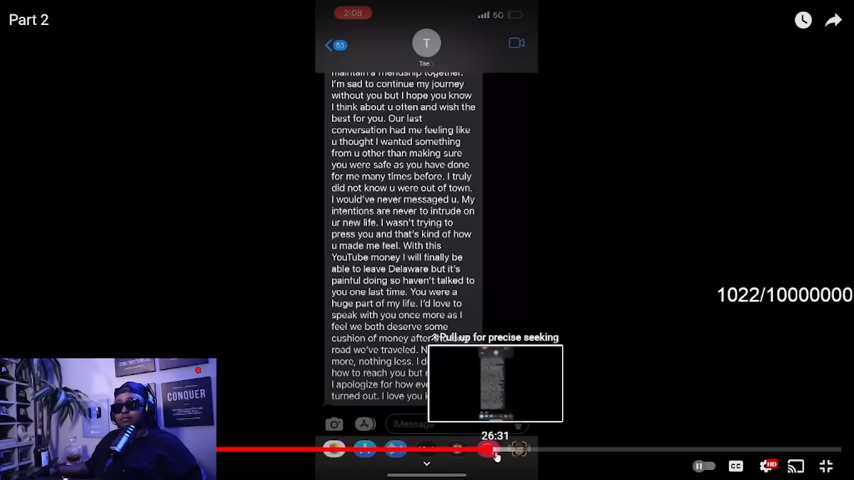 Part 2
2:08
5G
53
T
Tae
maintain a friendship together.
I'm sad to continue my journey
without you but I hope you know
I think about u often and wish the
best for you. Our last
conversation had me feeling like
u thought I wanted something
from u other than making sure
you were safe as you have done
for me many times before. I truly
did not know u were out of town.
I would've never messaged u. My
intentions are never to intrude on
ur new life. I wasn't trying to
press you and that's kind of how
u made me feel. With this
YouTube money I will finally be
able to leave Delaware but it's
painful doing so haven't talked to
you one last time. You were a
huge part of my life. I'd love to
speak with you once more as I
feel we both deserve some
cushion of money after
road we've traveled.
more, nothing less. I
how to reach you but
I apologize for how
turned out. I love you
1022/10000000
Pull up for precise seeking
26:31
iMessage
CONQUER
CC
HD